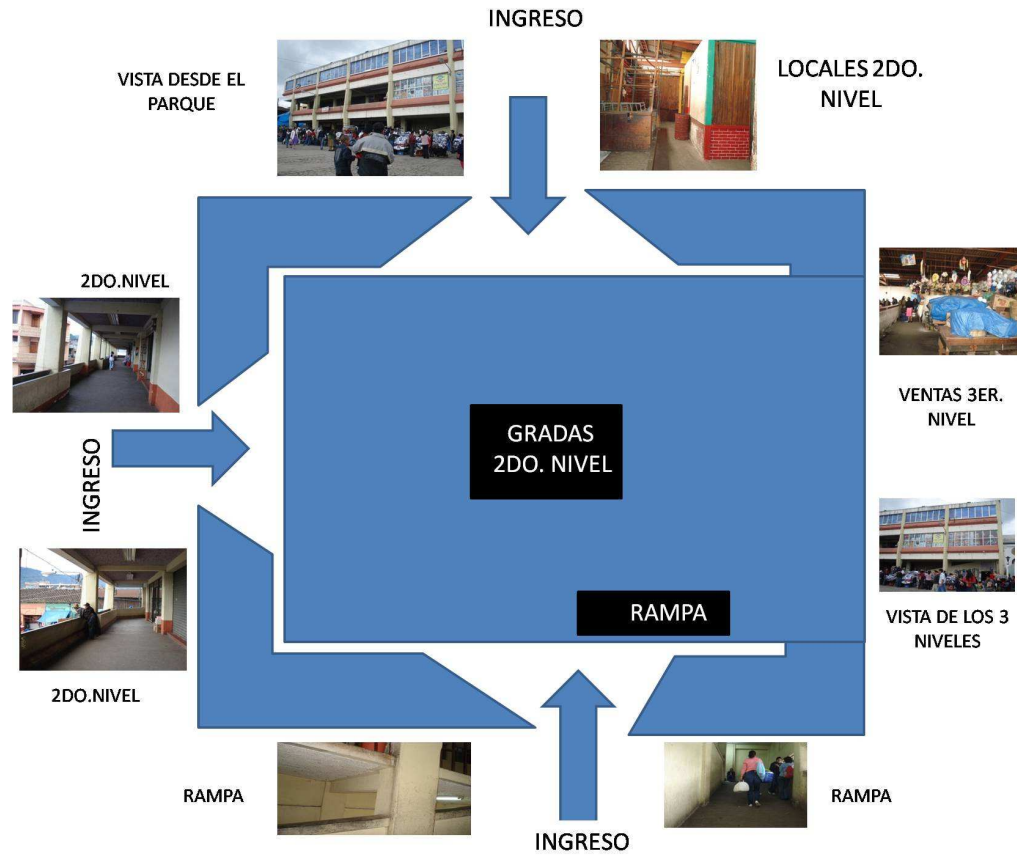 INGRESO
VISTA DESDE EL
PARQUE
LOCALES 2DO.
NIVEL
2DO.NIVEL
VENTAS 3ER.
NIVEL
GRADAS
2DO. NIVEL
INGRESO
RAMPA
VISTA DE LOS 3
NIVELES
2DO.NIVEL
RAMPA
RAMPA
INGRESO